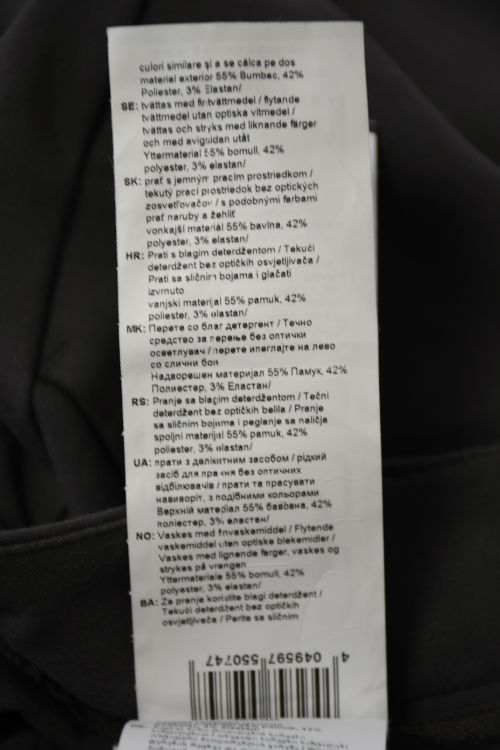 culori similare şi a se călca pe dos
material exterior 55% Bumbac, 42%
Poliester, 3% Elastan/
SE: tvättas med fintvättmedel / flytande
tvättmedel utan optiska vitmedel /
tvättas och stryks med liknande färger
och med avigsidan utåt
Yttermaterial 55% bomull, 42%
polyester, 3% elastan/
SK: prať s jemným pracím prostriedkom /
tekutý prací prostriedok bez optických
zosvetľovačov / s podobnými farbami
prať naruby a žehliť
vonkajší materiál 55% bavlna, 42%
polyester, 3% elastan/
HR: Prati s blagim deterdžentom / Tekući
deterdžent bez optičkih osvjetljivača /
Prati sa sličnim bojama i glačati
izvrnuto
vanjski materijal 55% pamuk, 42%
poliester, 3% elastan/
MK: Перете со благ детергент / Течно
средство за перење без оптички
осветлувач / перете ипеглајте на лево
со слични бои
Надворешен материјал 55% Памук, 42%
Полиестер, 3% Еластан/
RS: Pranje sa blagim deterdžentom / Tečni
deterdžent bez optičkih belila / Pranje
sa sličnim bojama i peglanje sa naličja
spoljni materijal 55% pamuk, 42%
poliester, 3% elastan/
UA: прати з делікатним засобом / рідкий
засіб для прання без оптичних
відбілювачів / прати та прасувати
навиворіт, з подібними кольорами
Верхній матеріал 55% бавовна, 42%
поліестер, 3% еластан/
NO: Vaskes med finvaskemiddel / Flytende
vaskemiddel uten optiske blekemidler /
Vaskes med lignende farger, vaskes og
strykes på vrangen
Yttermateriale 55% bomull, 42%
polyester, 3% elastan/
BA: Za pranje koristite blagi deterdžent /
Tekući deterdžent bez optičkih
osvjetljivača / Perite sa sličnim
4 049597 550747